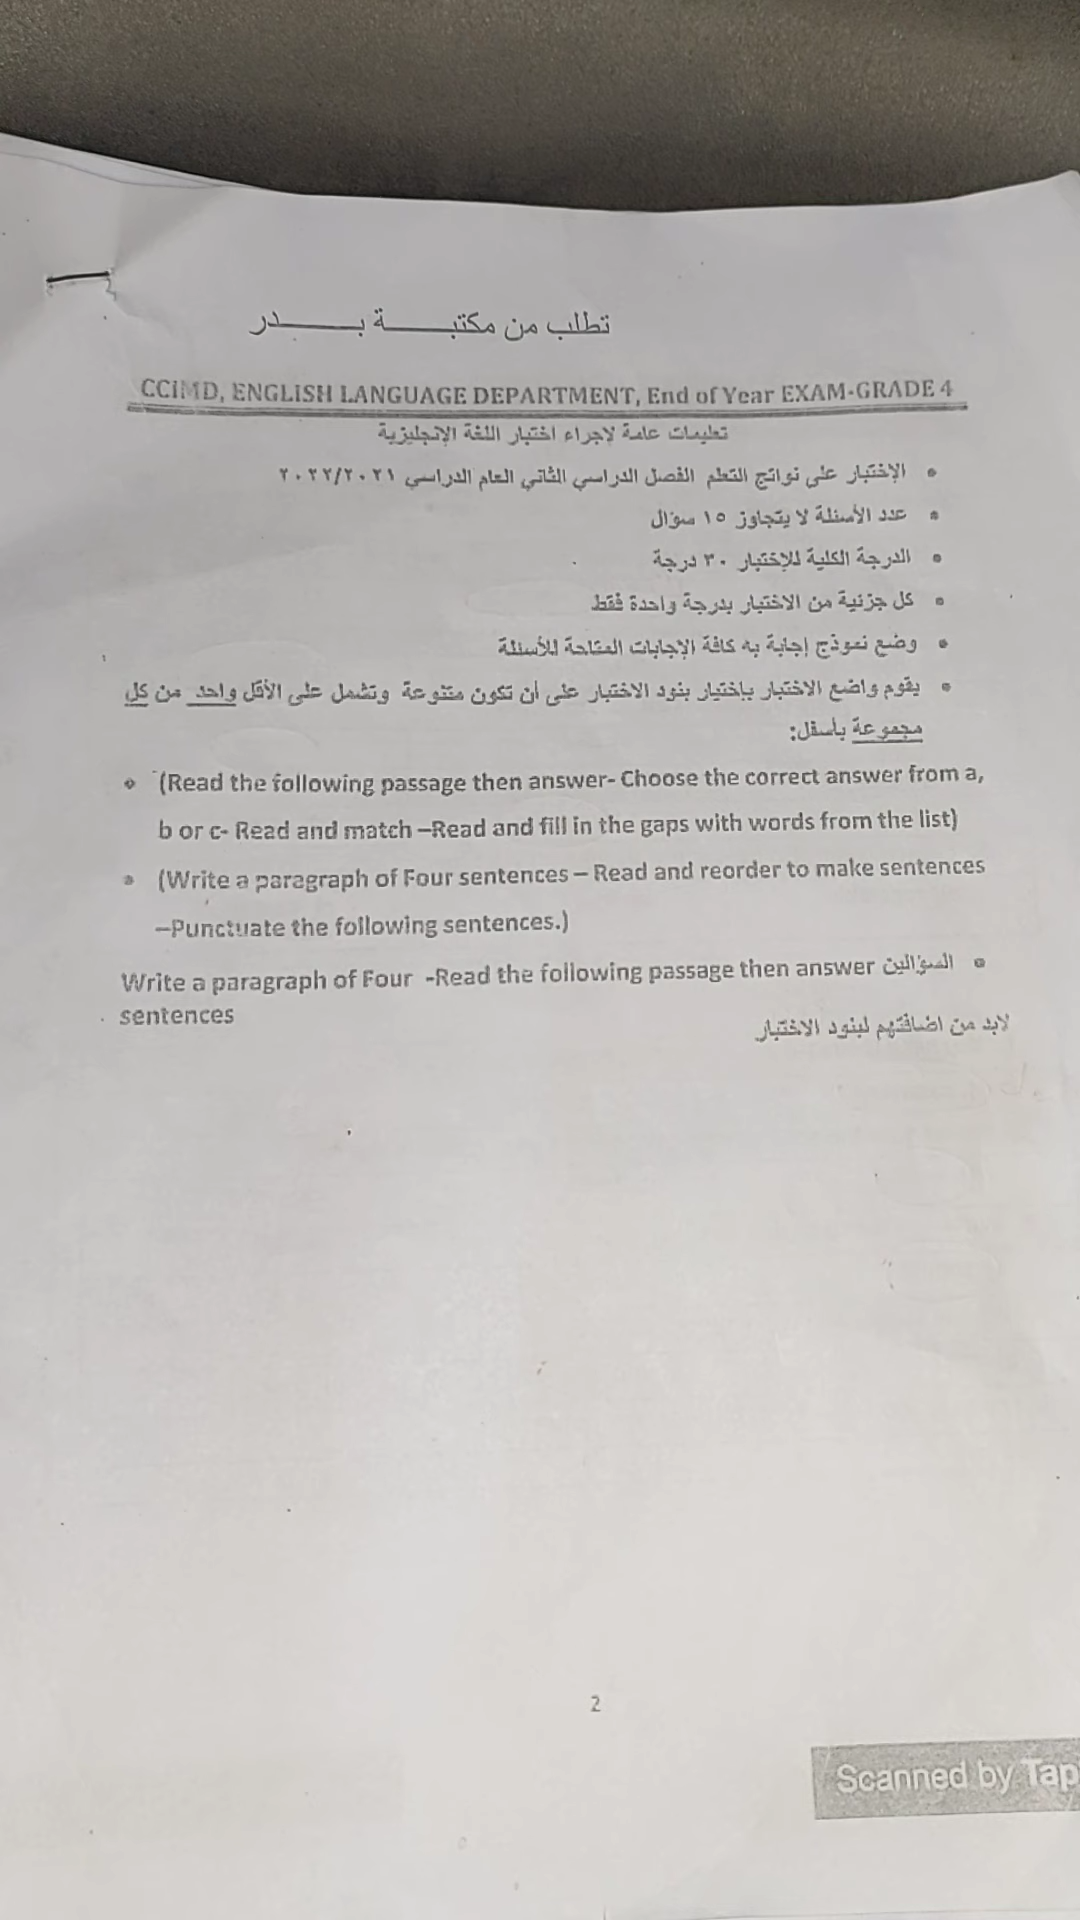 تطلب من مكتبة بدر
CCIMD, ENGLISH LANGUAGE DEPARTMENT, End of Year EXAM-GRADE 4
تعليمات عامة لاجراء اختبار اللغة الإنجليزية
• الإختبار على نواتج التعلم الفصل الدراسي الثاني العام الدراسي ٢٠٢٢/٢٠٢١
• عدد الأسئلة لا يتجاوز ١٥ سؤال
• الدرجة الكلية للإختبار ٣٠ درجة
• كل جزئية من الاختبار بدرجة واحدة فقط
• وضع نموذج إجابة به كافة الإجابات المتاحة للأسئلة
• يقوم واضع الاختبار بإختيار بنود الاختبار على أن تكون متنوعة وتشمل على الأقل واحد من كل
مجموعة بأسفل:
• (Read the following passage then answer- Choose the correct answer from a,
b or c- Read and match –Read and fill in the gaps with words from the list)
• (Write a paragraph of Four sentences – Read and reorder to make sentences
–Punctuate the following sentences.)
• السؤالين Write a paragraph of Four -Read the following passage then answer
sentences
لابد من اضافتهم لبنود الاختبار
2
Scanned by Tap